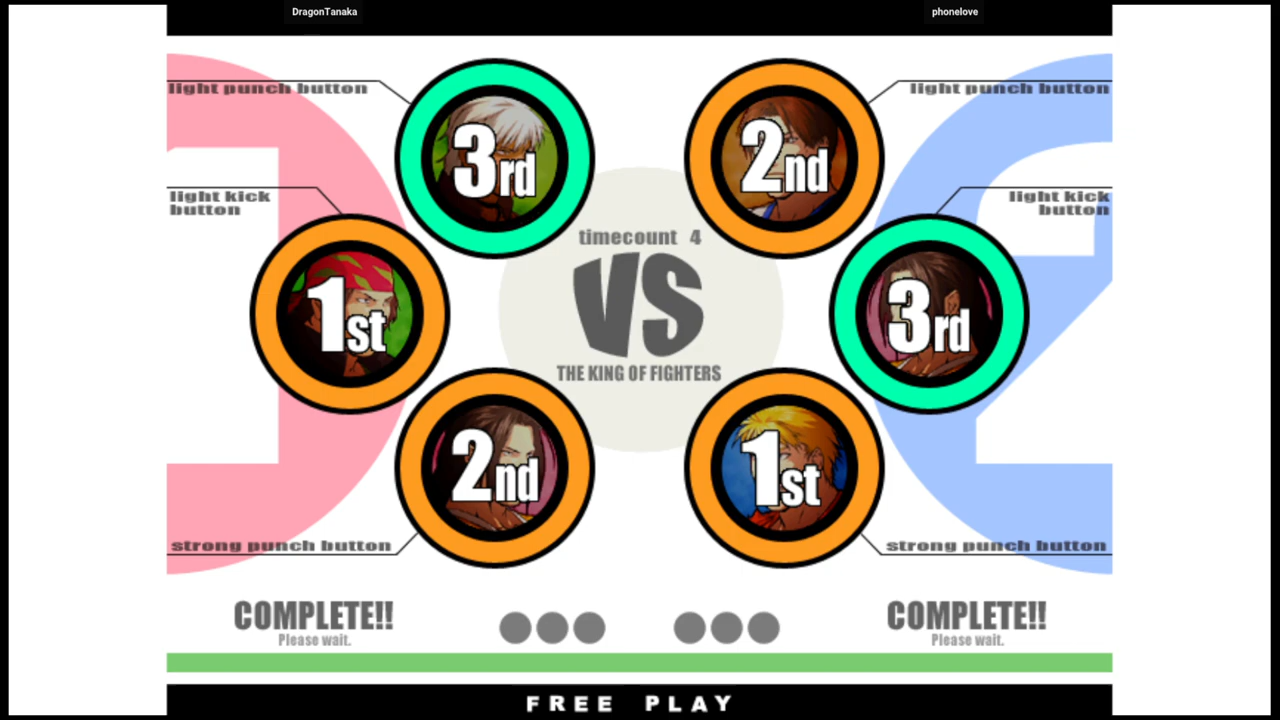 DragonTanaka
phonelove
light punch button
light punch button
3rd
2nd
light kick
button
light kick
button
timecount 4
VS
THE KING OF FIGHTERS
1st
3rd
2nd
1st
strong punch button
strong punch button
COMPLETE!!
Please wait.
COMPLETE!!
Please wait.
FREE PLAY